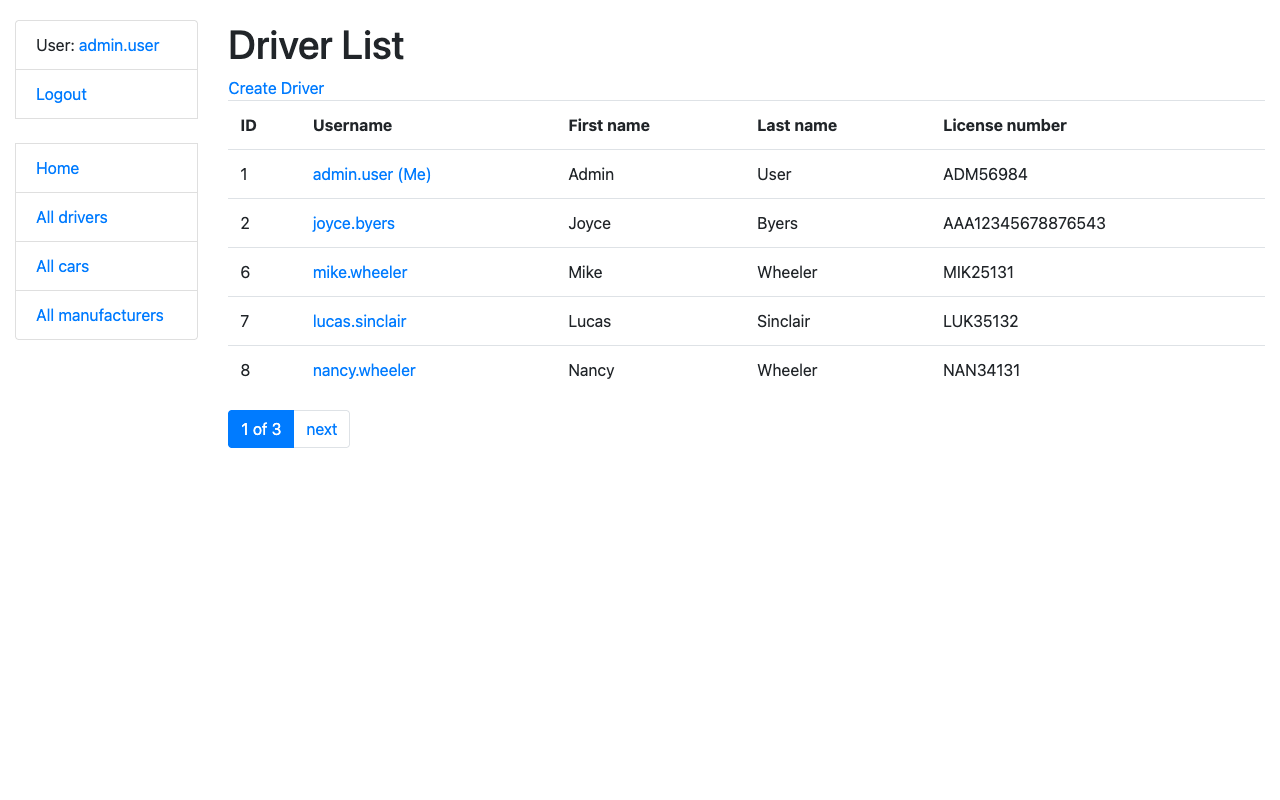 User: admin.user
Logout
Home
All drivers
All cars
All manufacturers
Driver List
Create Driver
ID Username First name Last name License number
1 admin.user (Me) Admin User ADM56984
2 joyce.byers Joyce Byers AAA12345678876543
6 mike.wheeler Mike Wheeler MIK25131
7 lucas.sinclair Lucas Sinclair LUK35132
8 nancy.wheeler Nancy Wheeler NAN34131
1 of 3 next